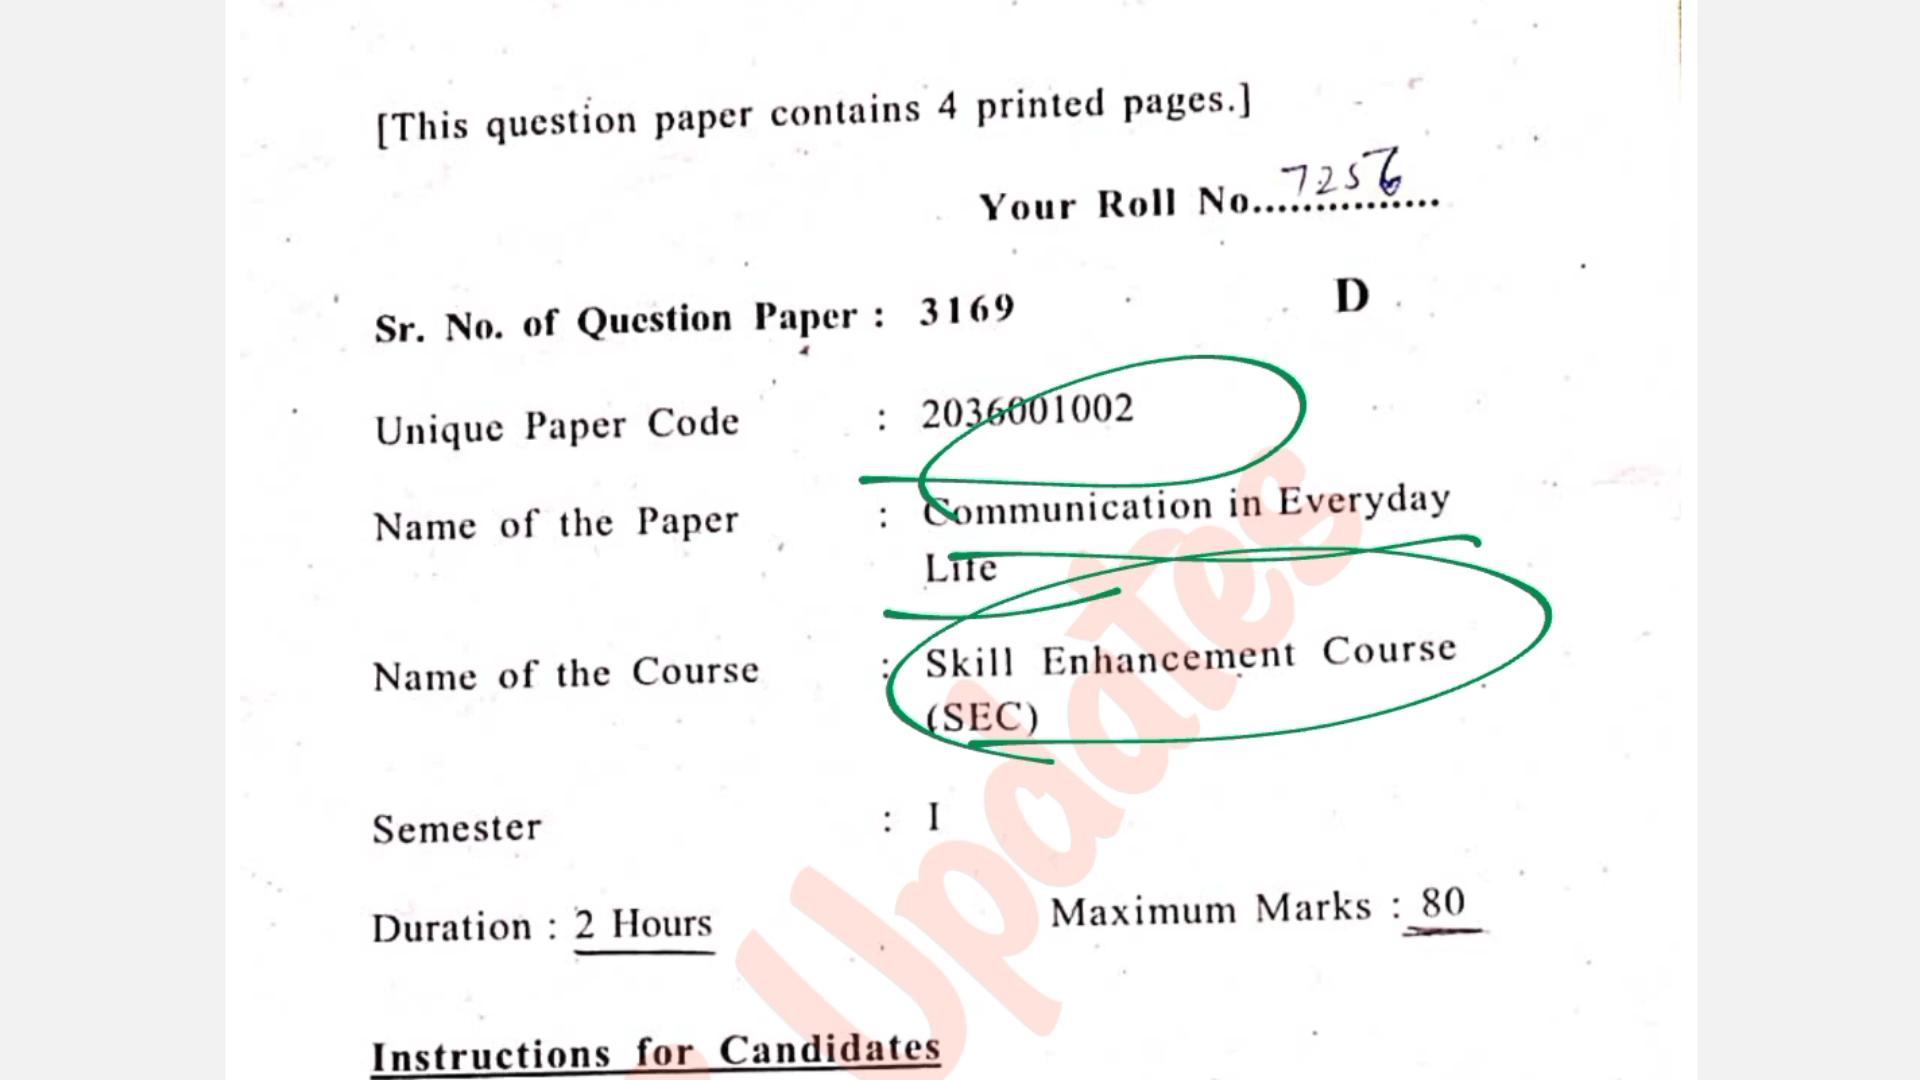 [This question paper contains 4 printed pages.]
Your Roll No...............
7256
Sr. No. of Question Paper : 3169 D
Unique Paper Code : 2036001002
Name of the Paper : Communication in Everyday
Life
Name of the Course : Skill Enhancement Course
(SEC)
Semester : I
Duration : 2 Hours Maximum Marks : 80
Instructions for Candidates
Updates